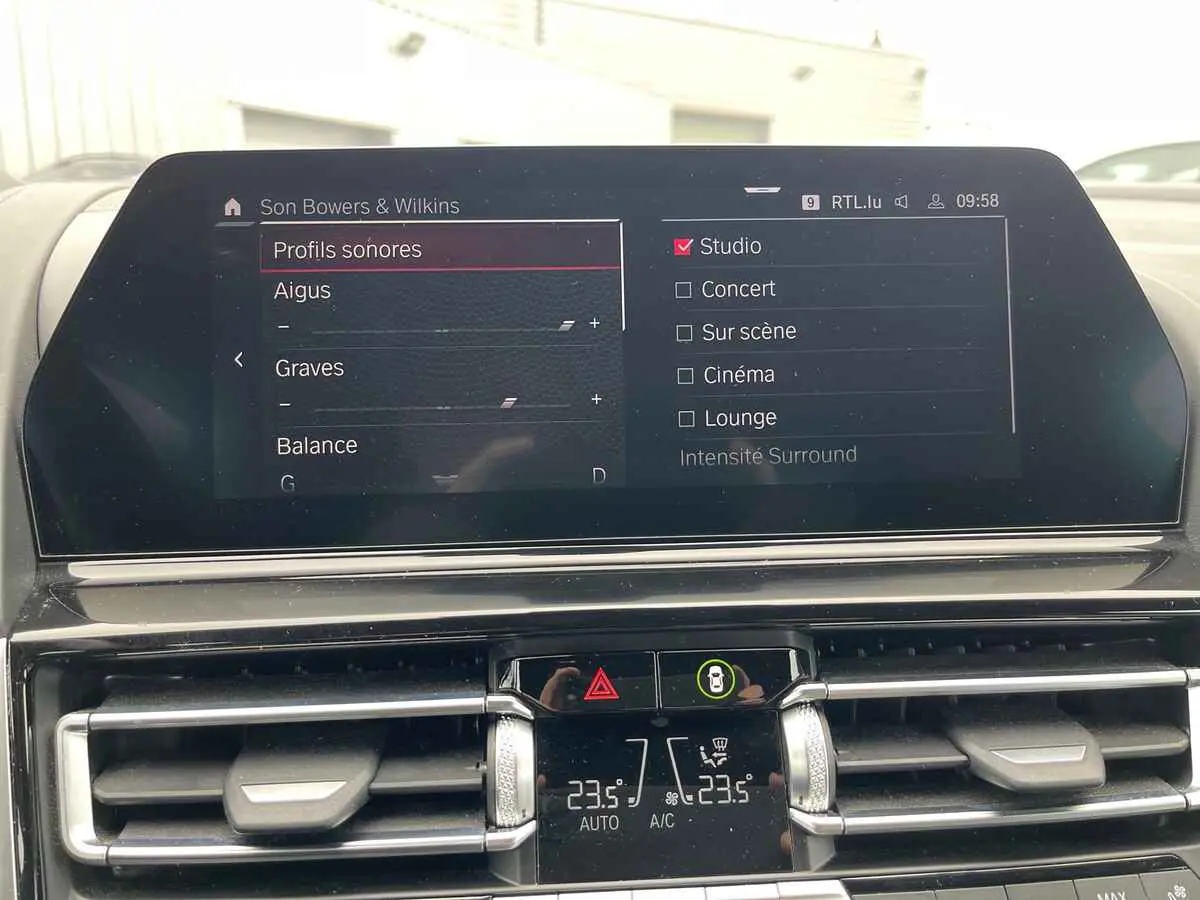 Son Bowers & Wilkins
9 RTL.lu 09:58
Profils sonores
Aigus
− +
Graves
− +
Balance
G D
Studio
Concert
Sur scène
Cinéma
Lounge
Intensité Surround
23.5° 23.5°
AUTO A/C
MAX